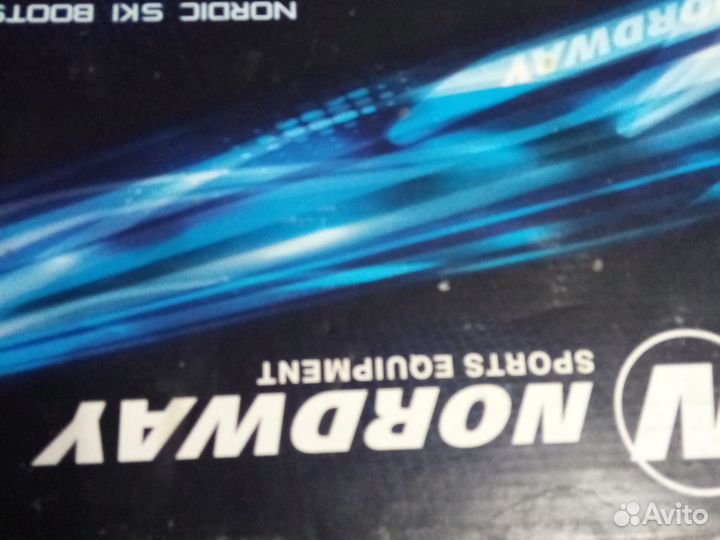 N NORDWAY
SPORTS EQUIPMENT
NORDWAY
NORDIC SKI BOOTS
Avito